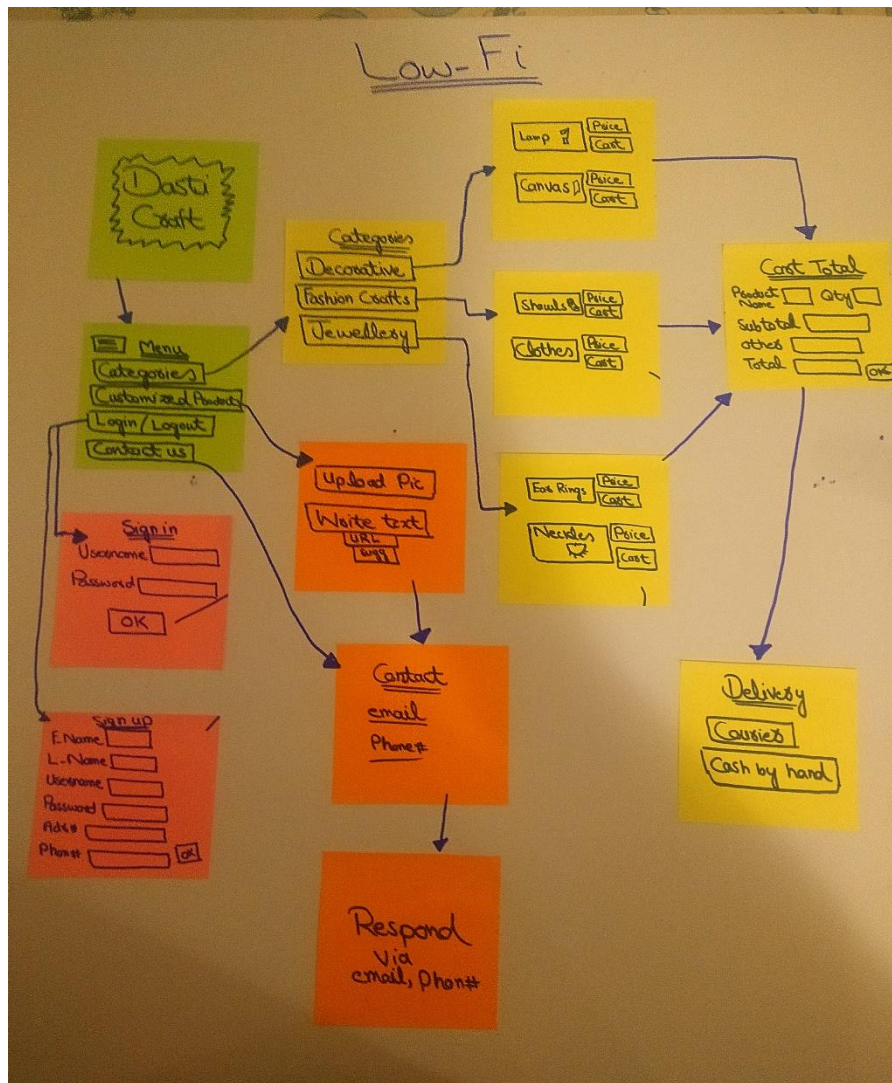 Low-Fi
Dasti
Craft
Menu
Categories
Customized Products
Login/Logout
Contact us
Categories
Decorative
Fashion Crafts
Jewellery
Lamp
Price
Cart
Canvas
Price
Cart
Shawls
Price
Cart
Clothes
Price
Cart
Ear Rings
Price
Cart
Neckles
Price
Cart
Cart Total
Product Name
Qty
Subtotal
other
Total
OK
Delivery
Courier
Cash by hand
Upload Pic
Write text
URL
sugg
Contact
email
Phone#
Respond
via
email, phon#
Sign in
Username
Password
OK
Sign up
F.Name
L-Name
Username
Password
Adrs#
Phone#
OK